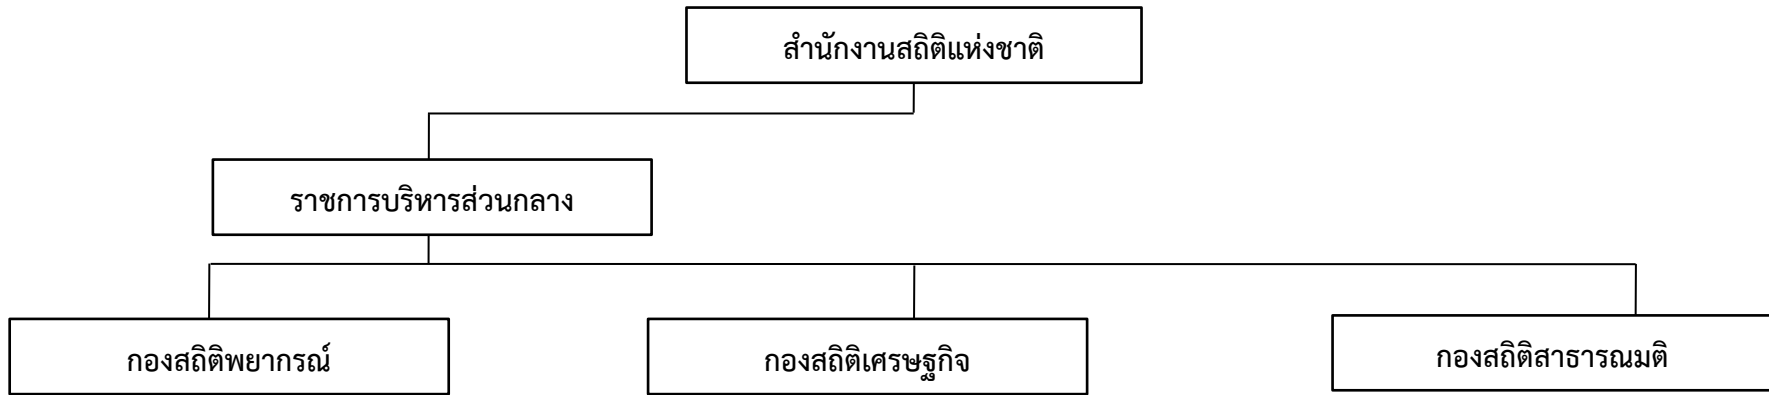 สำนักงานสถิติแห่งชาติ
ราชการบริหารส่วนกลาง
กองสถิติพยากรณ์
กองสถิติเศรษฐกิจ
กองสถิติสาธารณมติ